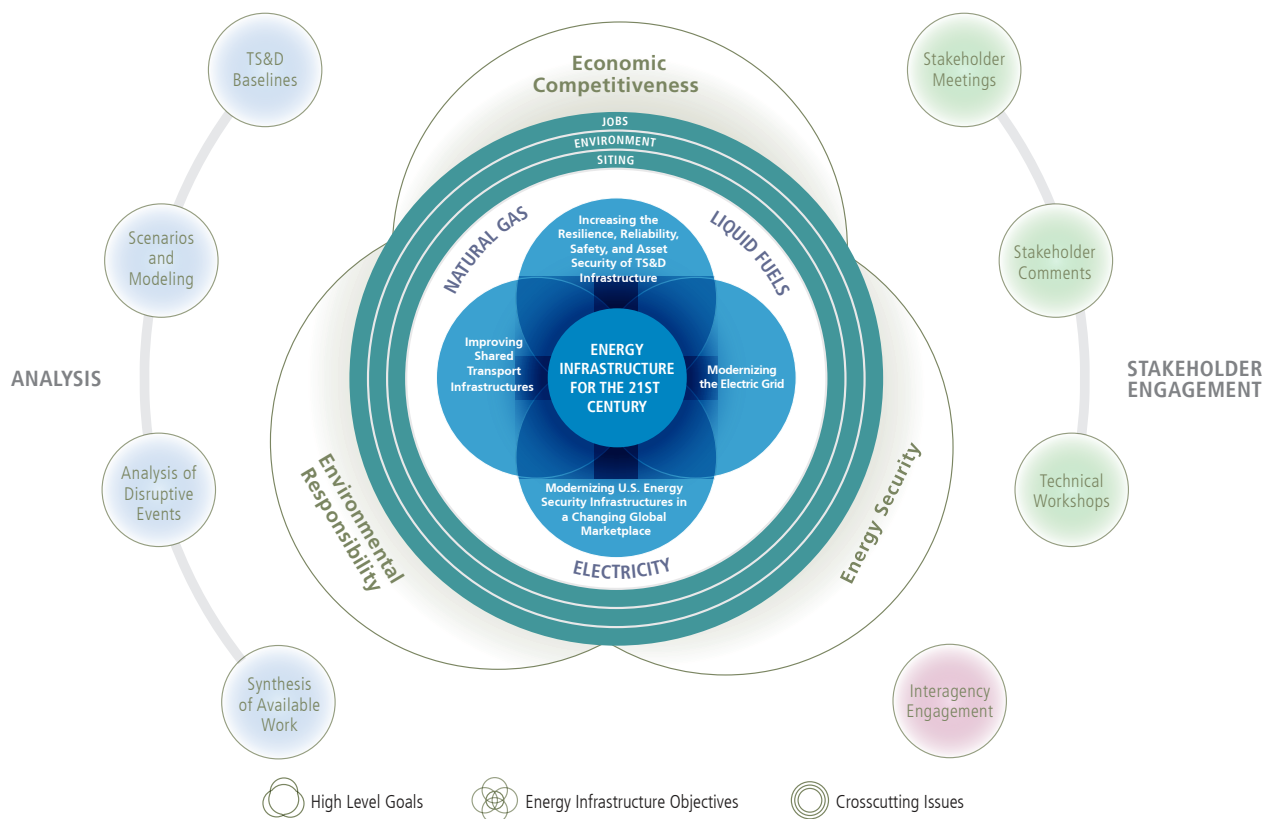 TS&D
Baselines
Scenarios
and
Modeling
ANALYSIS
Analysis of
Disruptive
Events
Synthesis
of Available
Work
Economic
Competitiveness
JOBS
ENVIRONMENT
SITING
NATURAL GAS
LIQUID FUELS
Increasing the
Resilience, Reliability,
Safety, and Asset
Security of TS&D
Infrastructure
Improving
Shared
Transport
Infrastructures
ENERGY
INFRASTRUCTURE
FOR THE 21ST
CENTURY
Modernizing
the Electric Grid
Modernizing U.S. Energy
Security Infrastructures in
a Changing Global
Marketplace
ELECTRICITY
Environmental
Responsibility
Energy Security
Stakeholder
Meetings
Stakeholder
Comments
STAKEHOLDER
ENGAGEMENT
Technical
Workshops
Interagency
Engagement
High Level Goals
Energy Infrastructure Objectives
Crosscutting Issues